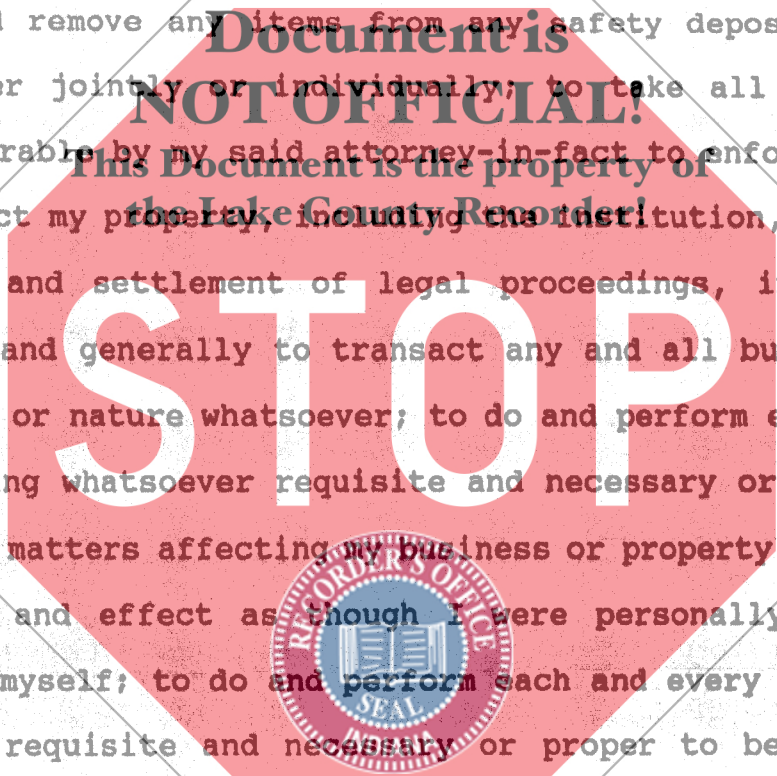 remove any items from any safety depos
Document is
er jointly or individually; to take all
NOT OFFICIAL!
rable by my said attorney-in-fact to enfo
This Document is the property of
ct my property, including the institution,
the Lake County Recorder!
and settlement of legal proceedings, i
STOP
and generally to transact any and all bu
or nature whatsoever; to do and perform e
ng whatsoever requisite and necessary or
matters affecting my business or property
RECORDER'S OFFICE
and effect as though I were personally
myself; to do and perform each and every
SEAL
INDIANA
requisite and necessary or proper to be